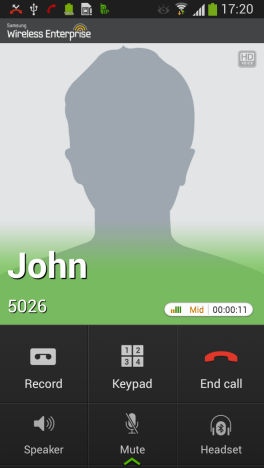 17:20
Samsung
Wireless Enterprise
HD
John
5026
Mid 00:00:11
1 2
3 4
Record Keypad End call
Speaker Mute Headset